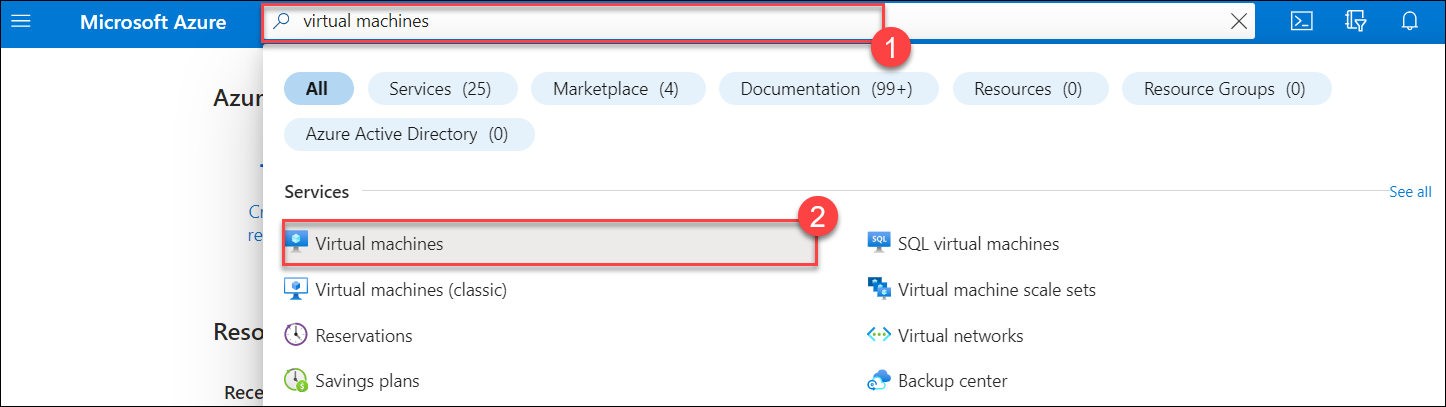 Microsoft Azure
virtual machines
1
All
Services (25)
Marketplace (4)
Documentation (99+)
Resources (0)
Resource Groups (0)
Azur
Azure Active Directory (0)
Services
See all
2
Cr
re
Virtual machines
SQL virtual machines
SQL
Virtual machines (classic)
Virtual machine scale sets
Reso
Reservations
Virtual networks
Rece
Savings plans
Backup center